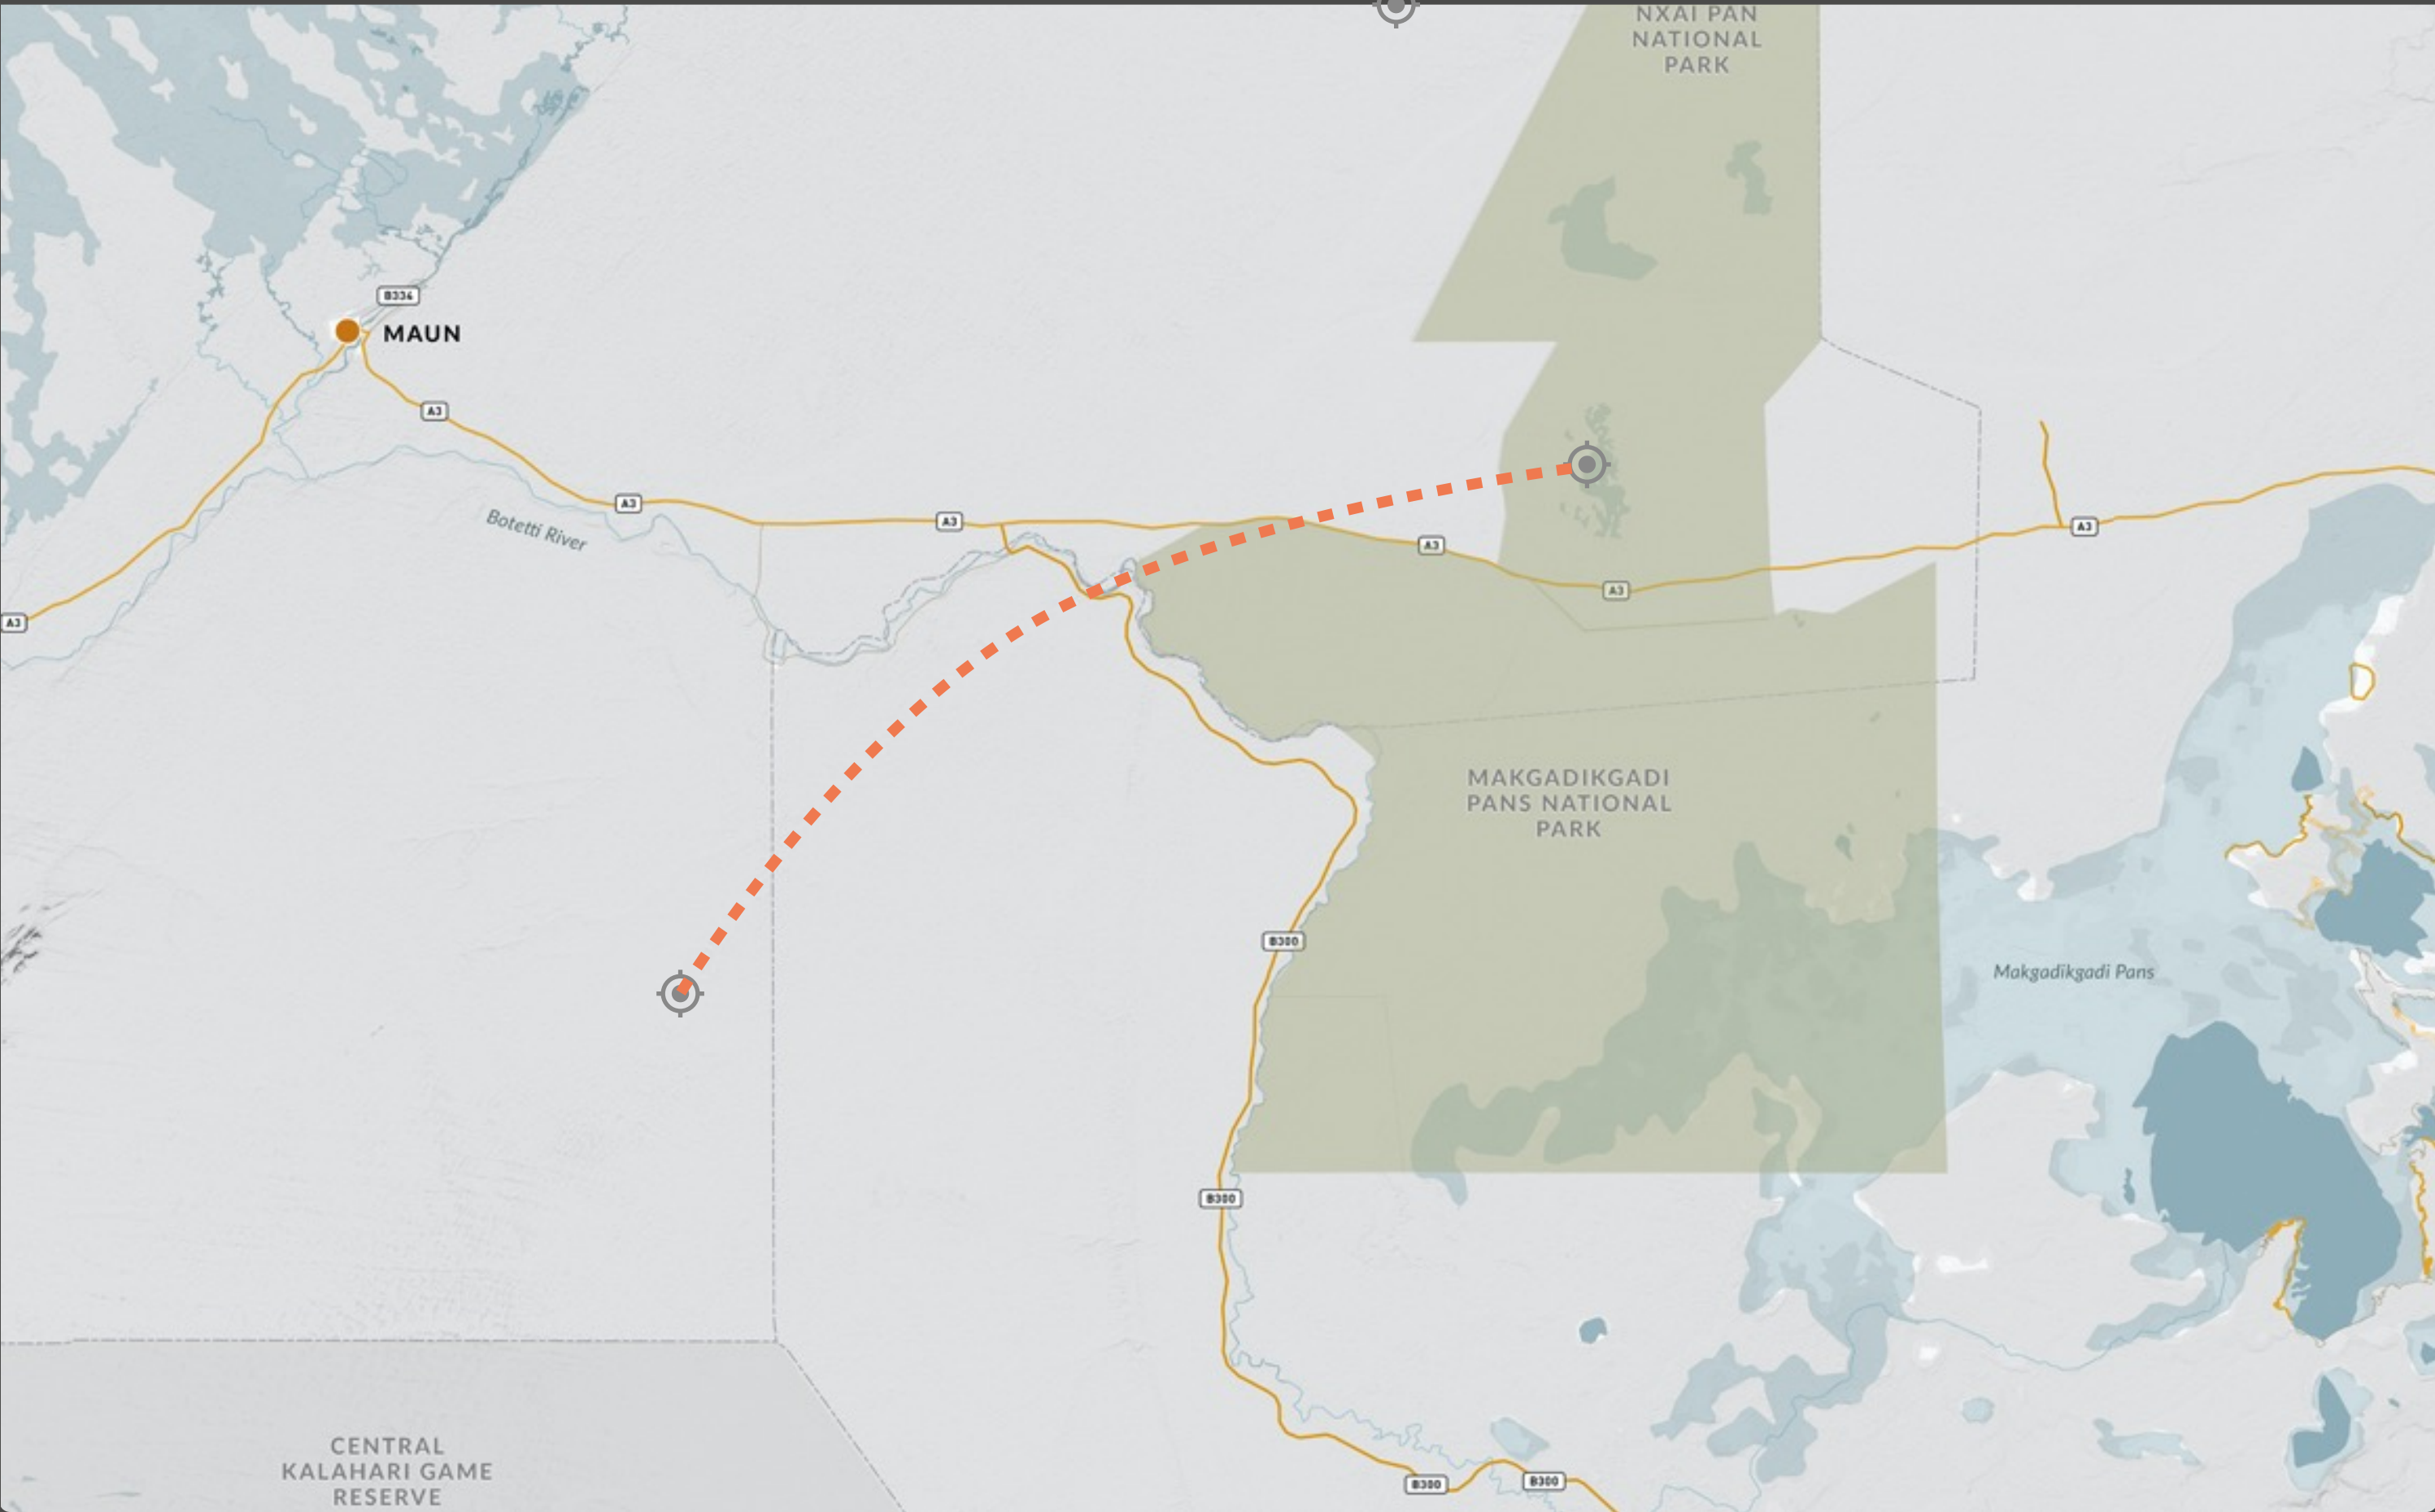 NXAI PAN
NATIONAL
PARK
B334
MAUN
A3
A3
A3
Botetti River
A3
A3
A3
A3
MAKGADIKGADI
PANS NATIONAL
PARK
B300
Makgadikgadi Pans
B300
CENTRAL
KALAHARI GAME
RESERVE
B300
B300